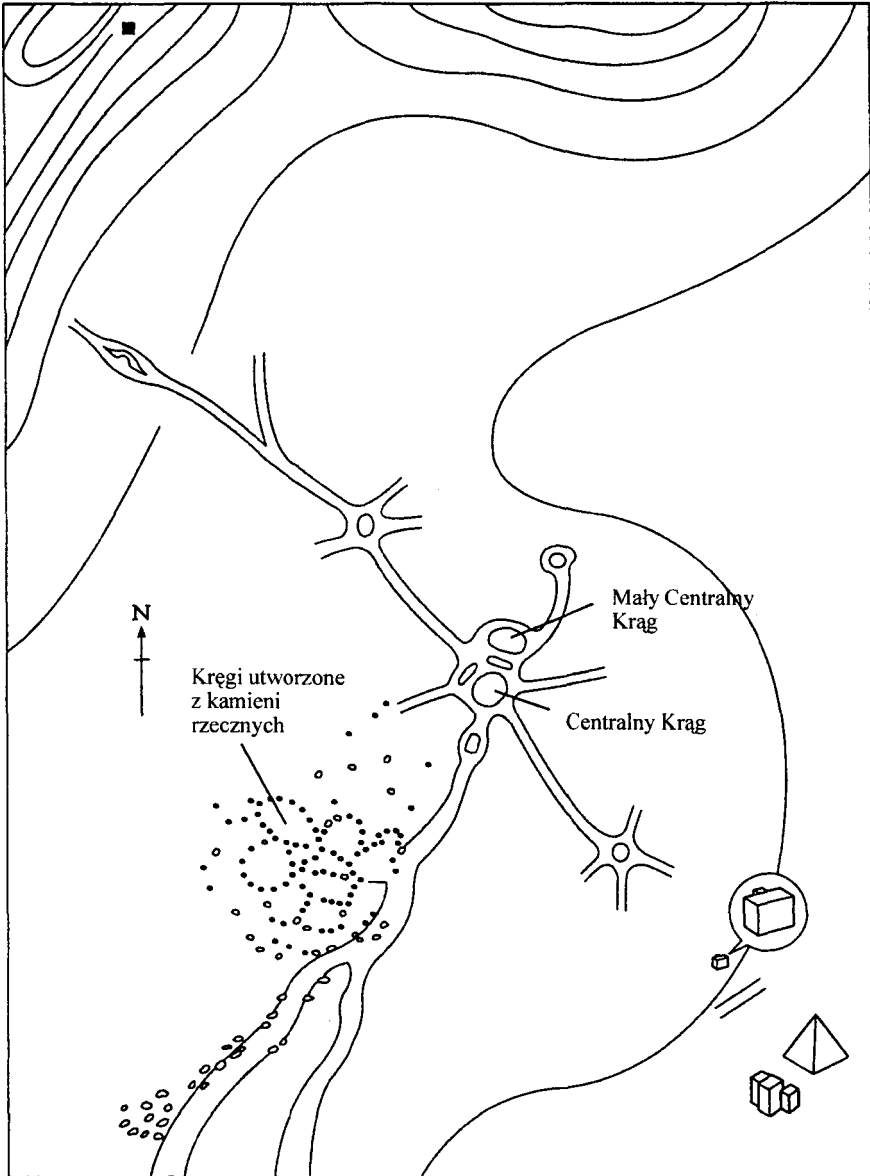 Mały Centralny
Krąg
N
Kręgi utworzone
z kamieni
rzecznych
Centralny Krąg